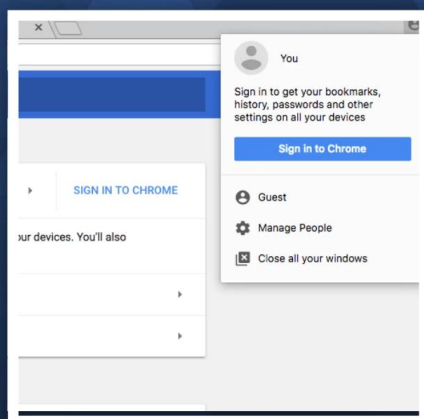 You
Sign in to get your bookmarks,
history, passwords and other
settings on all your devices
Sign in to Chrome
SIGN IN TO CHROME
Guest
Manage People
our devices. You'll also
Close all your windows